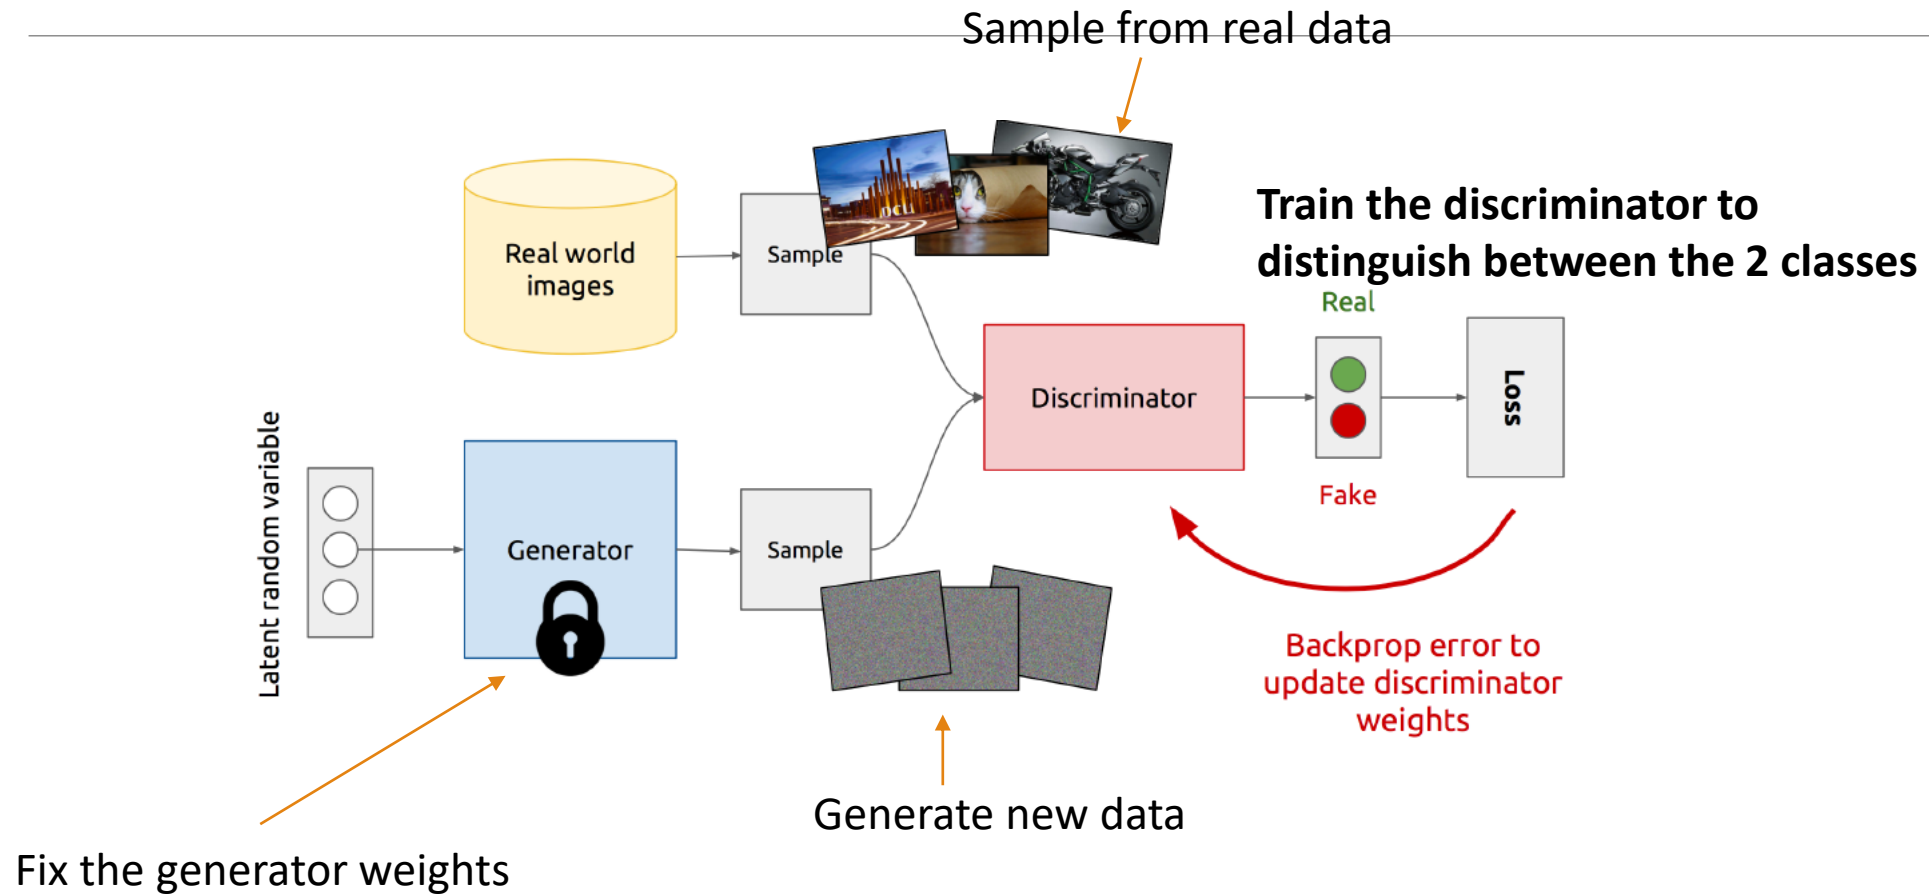 Sample from real data
Train the discriminator to
distinguish between the 2 classes
Real world
images
Sample
DCU
Real
Discriminator
Loss
Fake
Latent random variable
Generator
Sample
Backprop error to
update discriminator
weights
Generate new data
Fix the generator weights